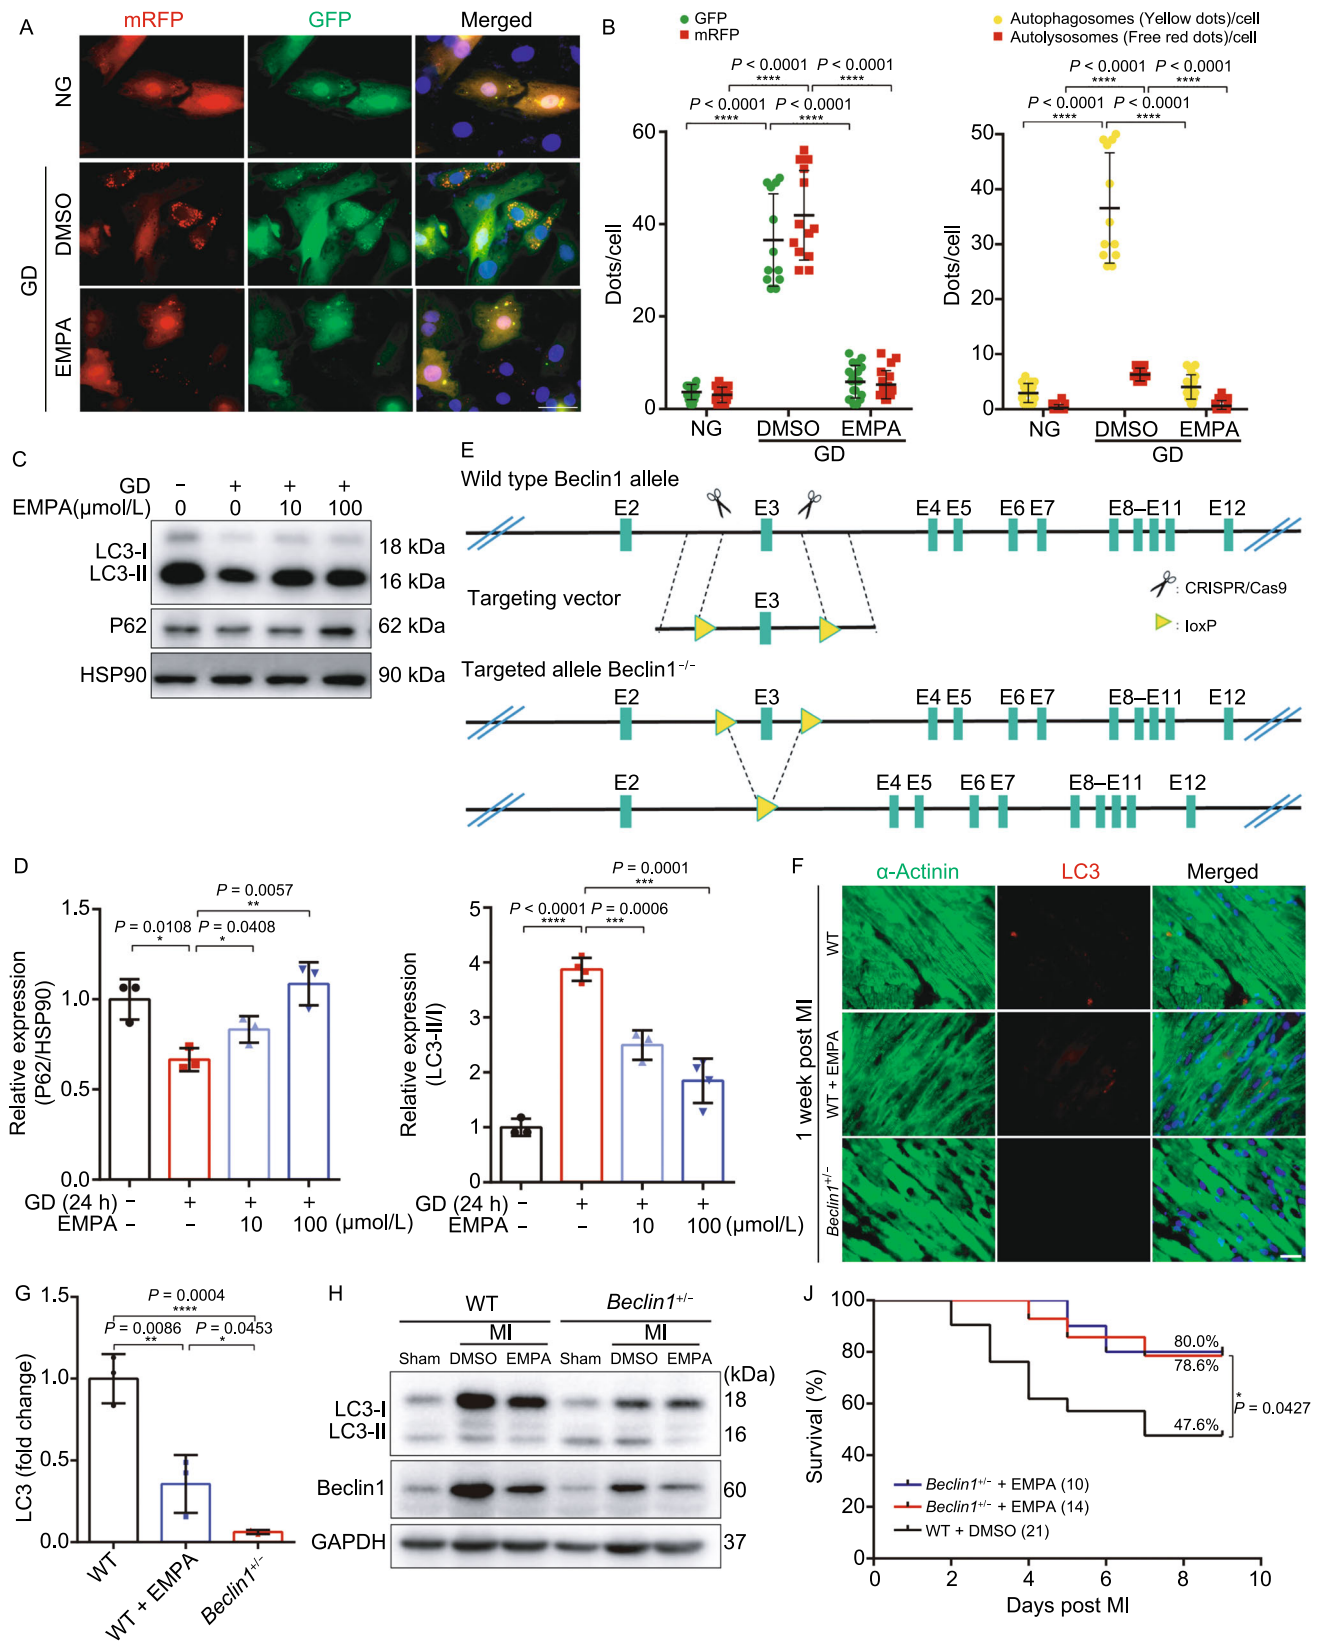 A
mRFP
GFP
Merged
NG
GD
DMSO
EMPA
B
GFP
mRFP
P < 0.0001
****
P < 0.0001
****
P < 0.0001
****
P < 0.0001
****
Dots/cell
60
40
20
0
NG
DMSO
EMPA
GD
Autophagosomes (Yellow dots)/cell
Autolysosomes (Free red dots)/cell
P < 0.0001
****
P < 0.0001
****
P < 0.0001
****
P < 0.0001
****
Dots/cell
50
40
30
20
10
0
NG
DMSO
EMPA
GD
C
GD – + + +
EMPA(μmol/L) 0 0 10 100
LC3-I
18 kDa
LC3-II
16 kDa
P62
62 kDa
HSP90
90 kDa
E
Wild type Beclin1 allele
E2 E3 E4 E5 E6 E7 E8–E11 E12
Targeting vector
E3
: CRISPR/Cas9
: loxP
Targeted allele Beclin1−/−
E2 E3 E4 E5 E6 E7 E8–E11 E12
E2 E4 E5 E6 E7 E8–E11 E12
D
P = 0.0057
**
P = 0.0108
*
P = 0.0408
*
Relative expression
(P62/HSP90)
1.5
1.0
0.5
0.0
GD (24 h) – + + +
EMPA – – 10 100 (μmol/L)
P = 0.0001
***
P < 0.0001
****
P = 0.0006
***
Relative expression
(LC3-II/I)
5
4
3
2
1
0
GD (24 h) – + + +
EMPA – – 10 100 (μmol/L)
F
α-Actinin
LC3
Merged
1 week post MI
WT
WT + EMPA
Beclin1+/−
G
P = 0.0004
****
P = 0.0086
**
P = 0.0453
*
LC3 (fold change)
1.5
1.0
0.5
0.0
WT
WT + EMPA
Beclin1+/−
H
WT
Beclin1+/−
MI
MI
Sham DMSO EMPA Sham DMSO EMPA
(kDa)
LC3-I
18
LC3-II
16
Beclin1
60
GAPDH
37
J
Survival (%)
100
80
60
40
20
0
80.0%
78.6%
47.6%
*
P = 0.0427
Beclin1+/− + EMPA (10)
Beclin1+/− + EMPA (14)
WT + DMSO (21)
0 2 4 6 8 10
Days post MI